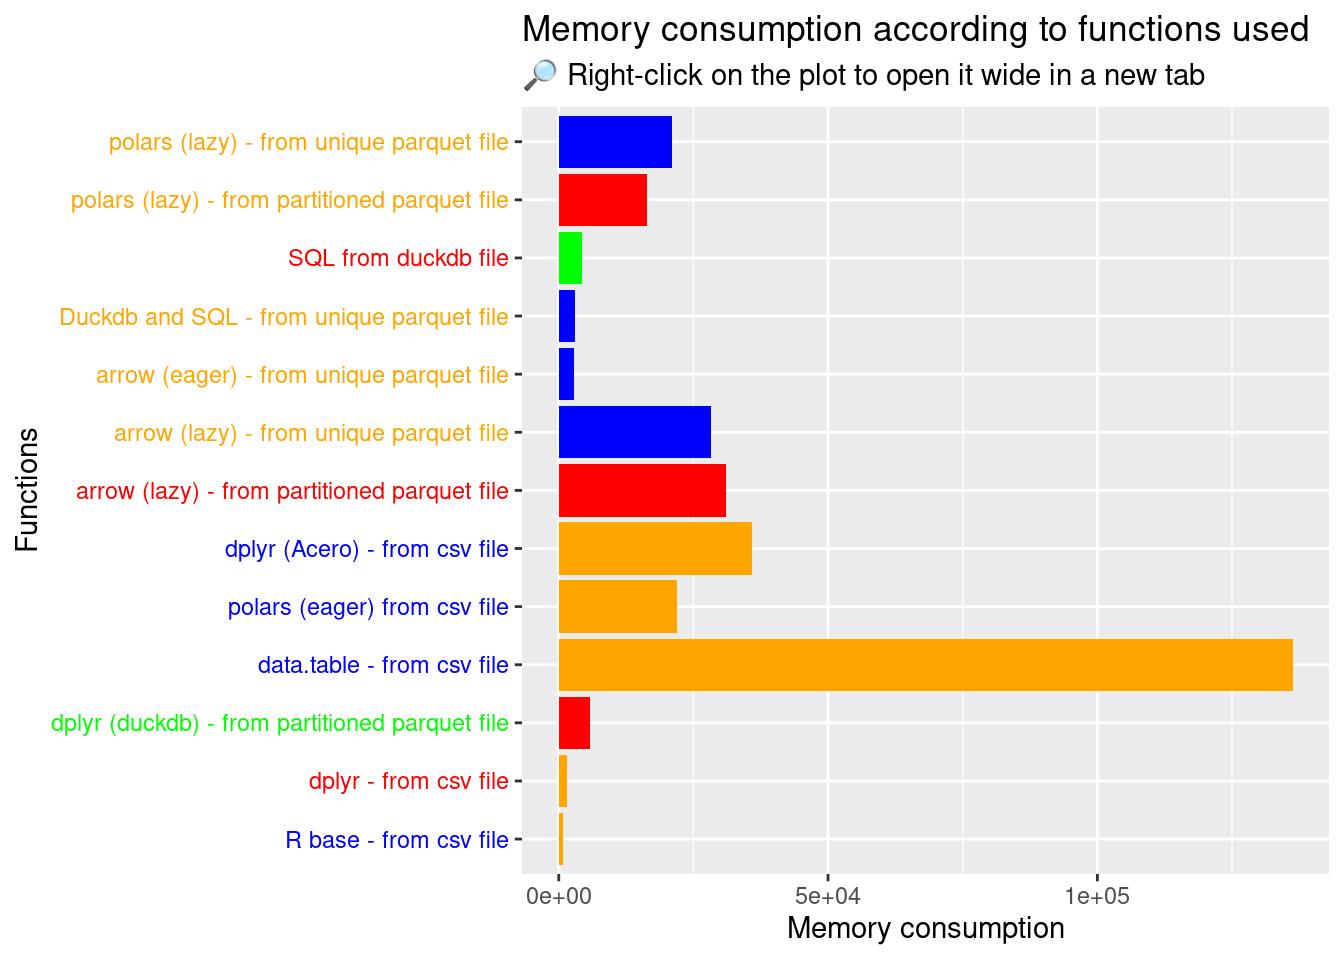 Memory consumption according to functions used
🔎 Right-click on the plot to open it wide in a new tab
polars (lazy) - from unique parquet file
polars (lazy) - from partitioned parquet file
SQL from duckdb file
Duckdb and SQL - from unique parquet file
arrow (eager) - from unique parquet file
arrow (lazy) - from unique parquet file
arrow (lazy) - from partitioned parquet file
dplyr (Acero) - from csv file
polars (eager) from csv file
data.table - from csv file
dplyr (duckdb) - from partitioned parquet file
dplyr - from csv file
R base - from csv file
Functions
0e+00 5e+04 1e+05
Memory consumption